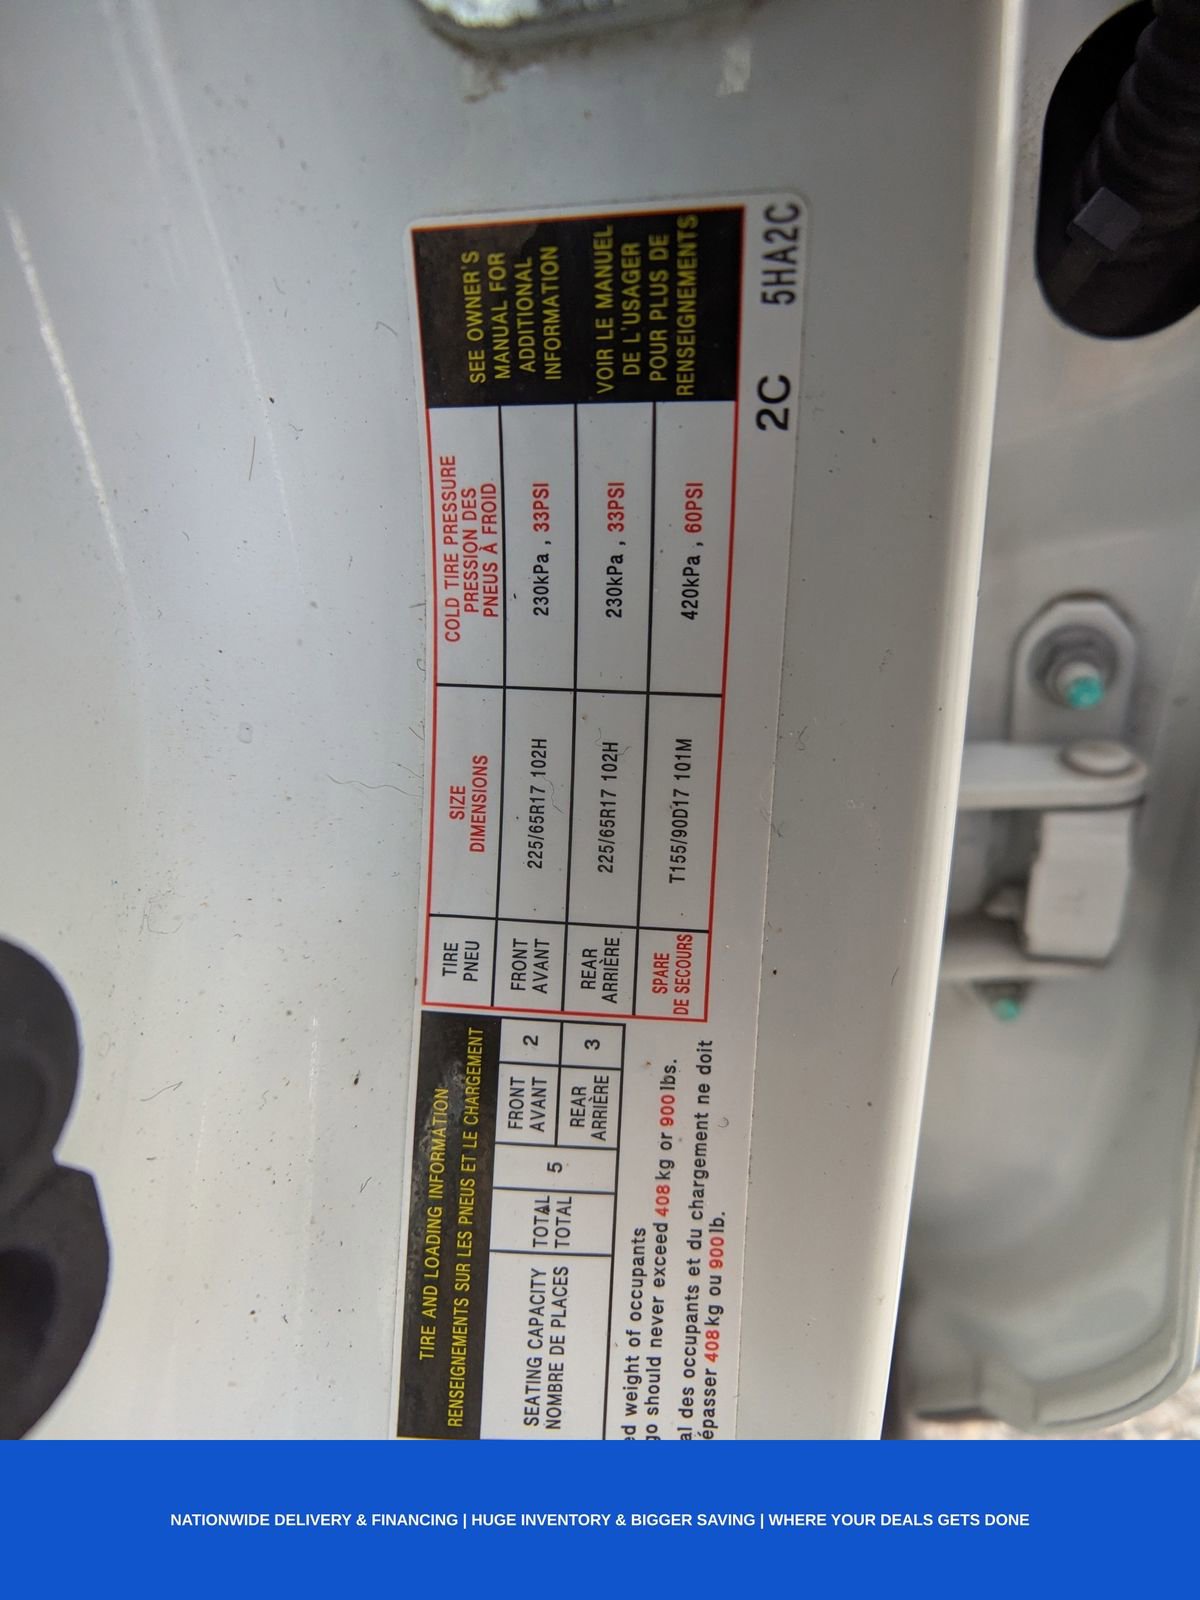 TIRE AND LOADING INFORMATION
RENSEIGNEMENTS SUR LES PNEUS ET LE CHARGEMENT
SEATING CAPACITY
NOMBRE DE PLACES
TOTAL
TOTAL
5
FRONT
AVANT
2
REAR
ARRIÈRE
3
weight of occupants
should never exceed 408 kg or 900 lbs.
des occupants et du chargement ne doit
408 kg ou 900 lb.
TIRE
PNEU
SIZE
DIMENSIONS
COLD TIRE PRESSURE
PRESSION DES
PNEUS À FROID
FRONT
AVANT
225/65R17 102H
230kPa , 33PSI
REAR
ARRIÈRE
225/65R17 102H
230kPa , 33PSI
SPARE
DE SECOURS
T155/90D17 101M
420kPa , 60PSI
SEE OWNER'S
MANUAL FOR
ADDITIONAL
INFORMATION
VOIR LE MANUEL
DE L'USAGER
POUR PLUS DE
RENSEIGNEMENTS
2C 5HA2C
NATIONWIDE DELIVERY & FINANCING | HUGE INVENTORY & BIGGER SAVING | WHERE YOUR DEALS GETS DONE